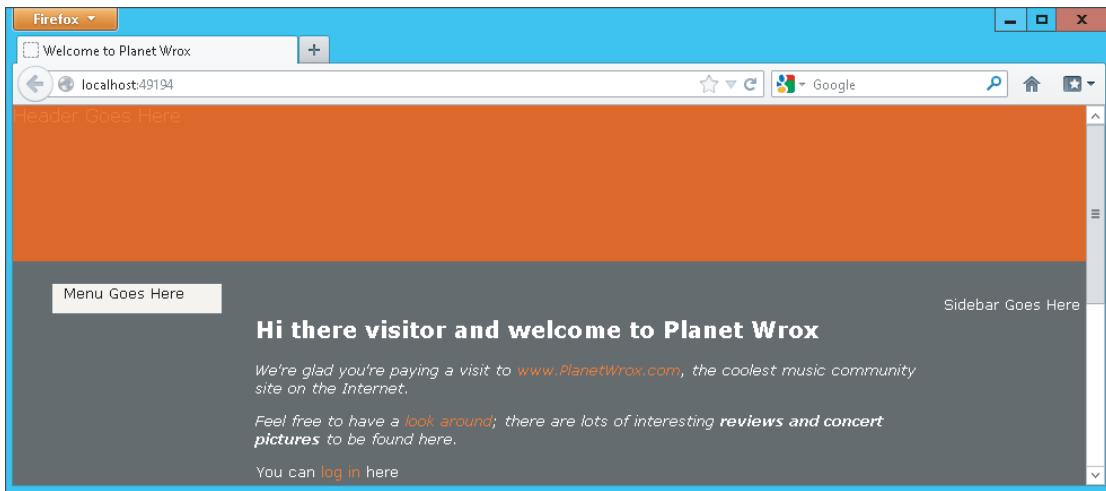 Firefox
Welcome to Planet Wrox
localhost:49194
Google
Header Goes Here
Menu Goes Here
Sidebar Goes Here
Hi there visitor and welcome to Planet Wrox
We're glad you're paying a visit to www.PlanetWrox.com, the coolest music community
site on the Internet.
Feel free to have a look around; there are lots of interesting reviews and concert
pictures to be found here.
You can log in here